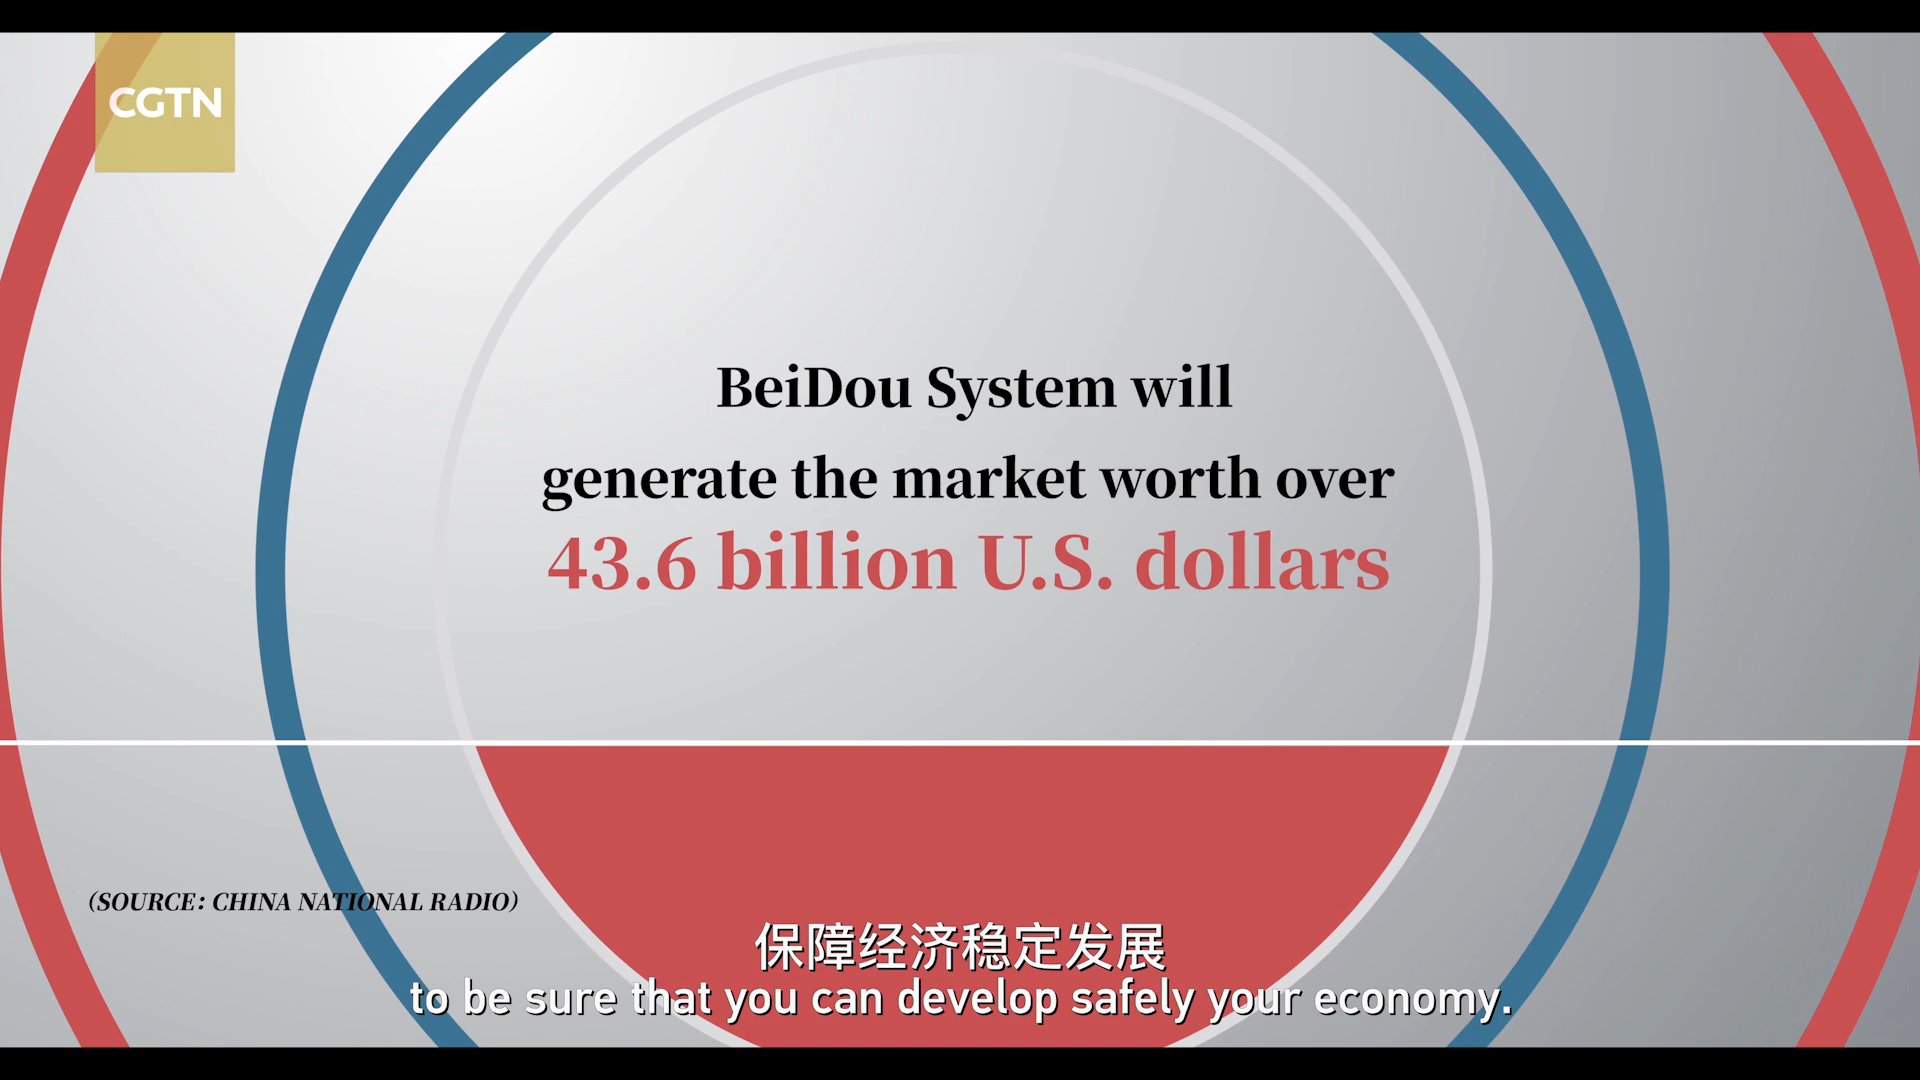 CGTN
BeiDou System will
generate the market worth over
43.6 billion U.S. dollars
(SOURCE: CHINA NATIONAL RADIO)
保障经济稳定发展
to be sure that you can develop safely your economy.